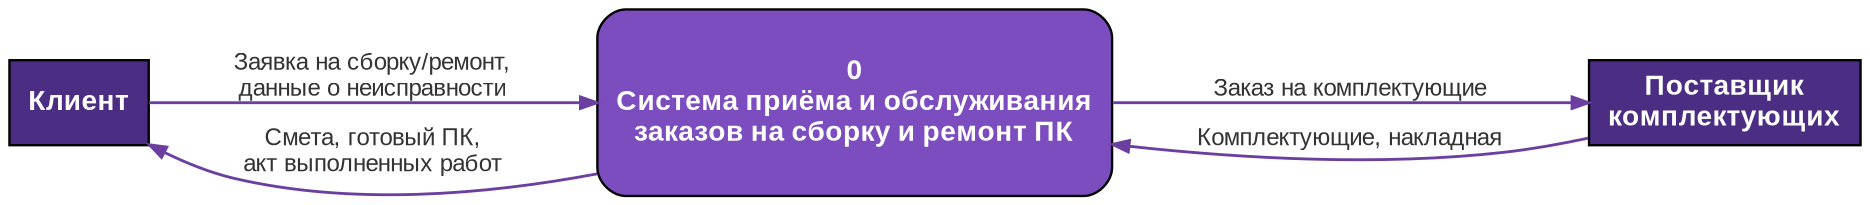 Клиент
Заявка на сборку/ремонт,
данные о неисправности
Смета, готовый ПК,
акт выполненных работ
0
Система приёма и обслуживания
заказов на сборку и ремонт ПК
Заказ на комплектующие
Комплектующие, накладная
Поставщик
комплектующих